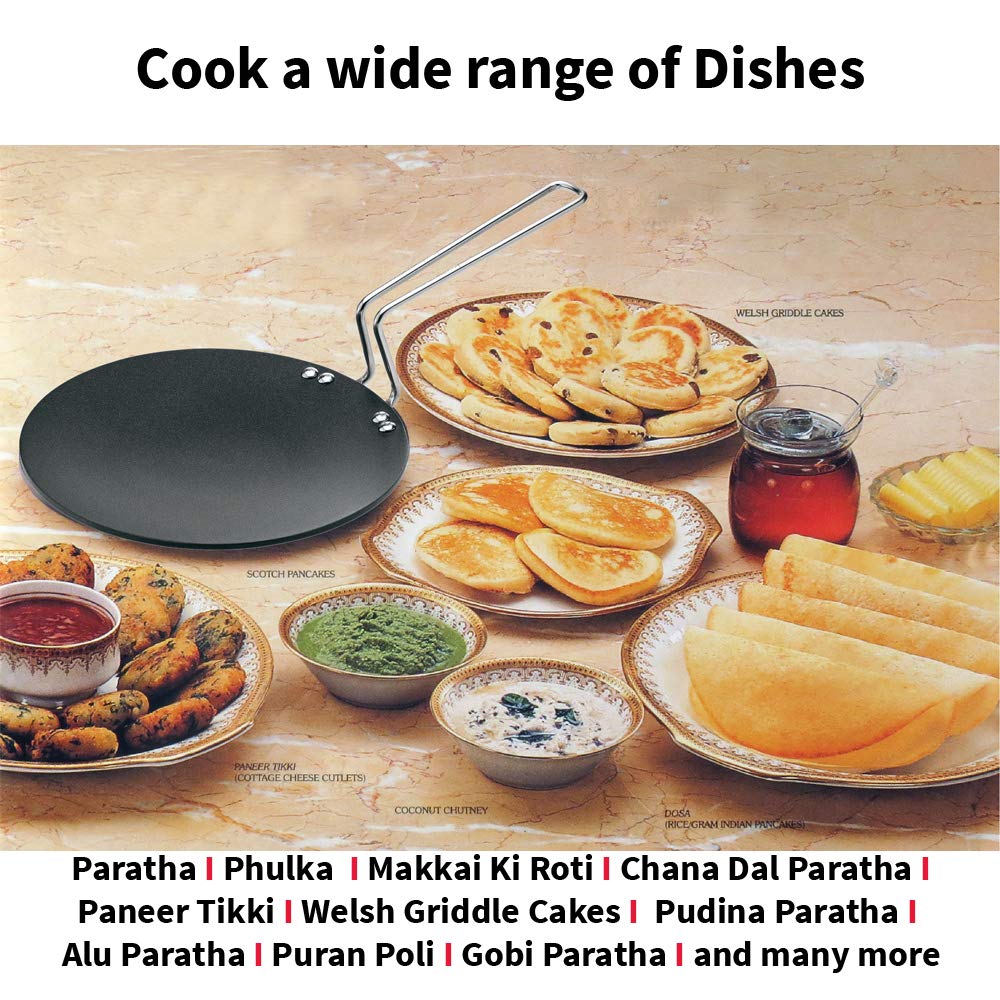 Cook a wide range of Dishes
WELSH GRIDDLE CAKES
SCOTCH PANCAKES
PANEER TIKKI
(COTTAGE CHEESE CUTLETS)
COCONUT CHUTNEY
DOSA
(RICE/GRAM INDIAN PANCAKES)
Paratha I Phulka I Makkai Ki Roti I Chana Dal Paratha I
Paneer Tikki I Welsh Griddle Cakes I Pudina Paratha I
Alu Paratha I Puran Poli I Gobi Paratha I and many more